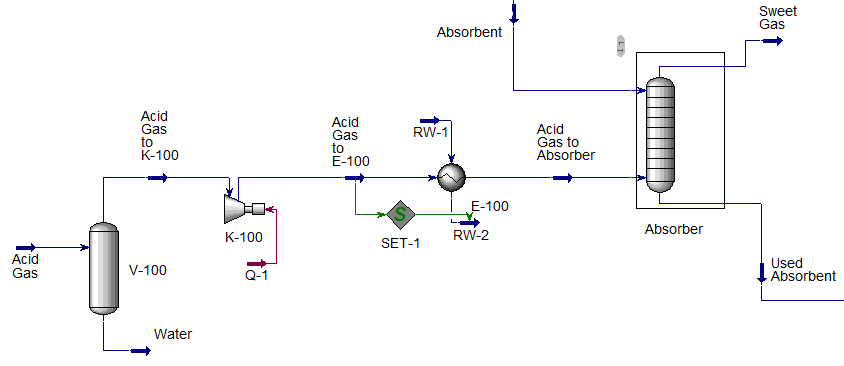 Sweet
Gas
Absorbent
Acid
Gas
to
K-100
Acid
Gas
to
E-100
RW-1
Acid
Gas to
Absorber
E-100
S
K-100
SET-1
RW-2
Absorber
Acid
Gas
V-100
Q-1
Used
Absorbent
Water